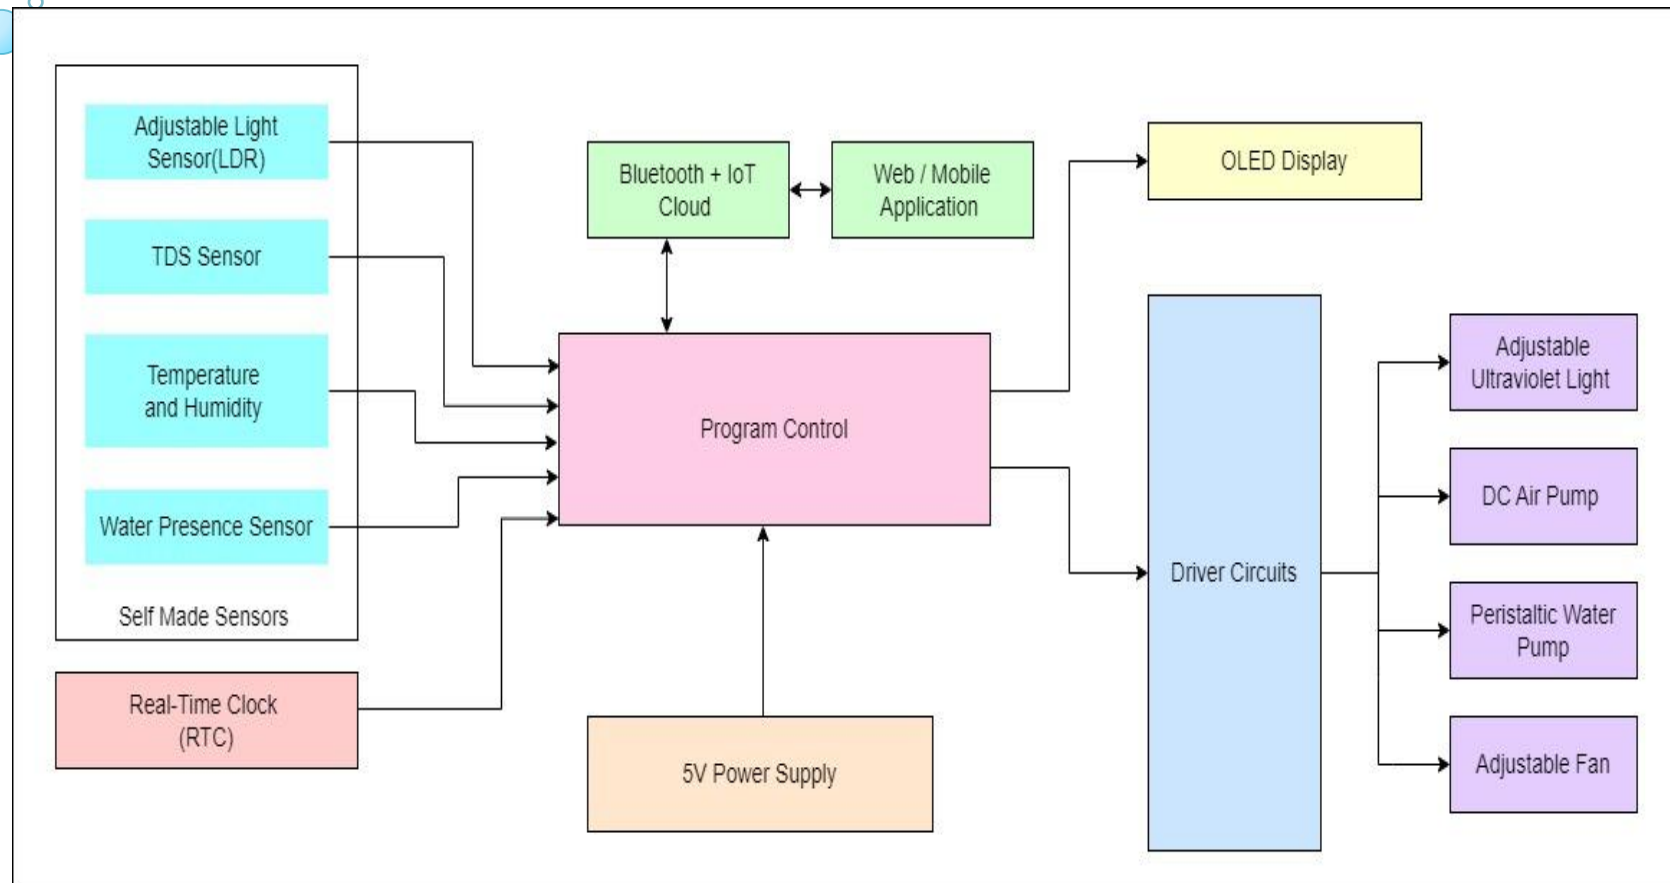 Adjustable Light
Sensor(LDR)
TDS Sensor
Temperature
and Humidity
Water Presence Sensor
Self Made Sensors
Real-Time Clock
(RTC)
Bluetooth + IoT
Cloud
Web / Mobile
Application
Program Control
5V Power Supply
OLED Display
Driver Circuits
Adjustable
Ultraviolet Light
DC Air Pump
Peristaltic Water
Pump
Adjustable Fan